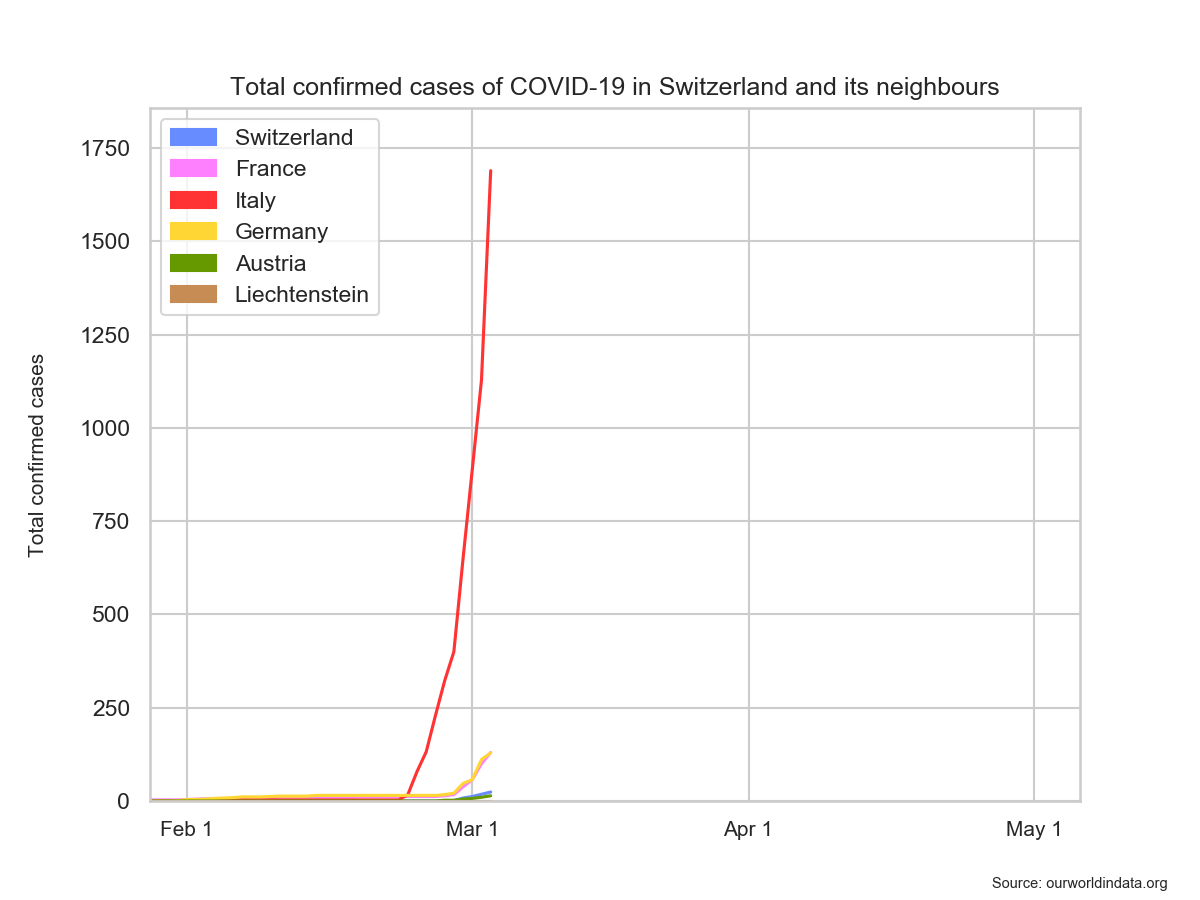 Total confirmed cases of COVID-19 in Switzerland and its neighbours
Switzerland
France
Italy
Germany
Austria
Liechtenstein
Total confirmed cases
1750
1500
1250
1000
750
500
250
0
Feb 1
Mar 1
Apr 1
May 1
Source: ourworldindata.org